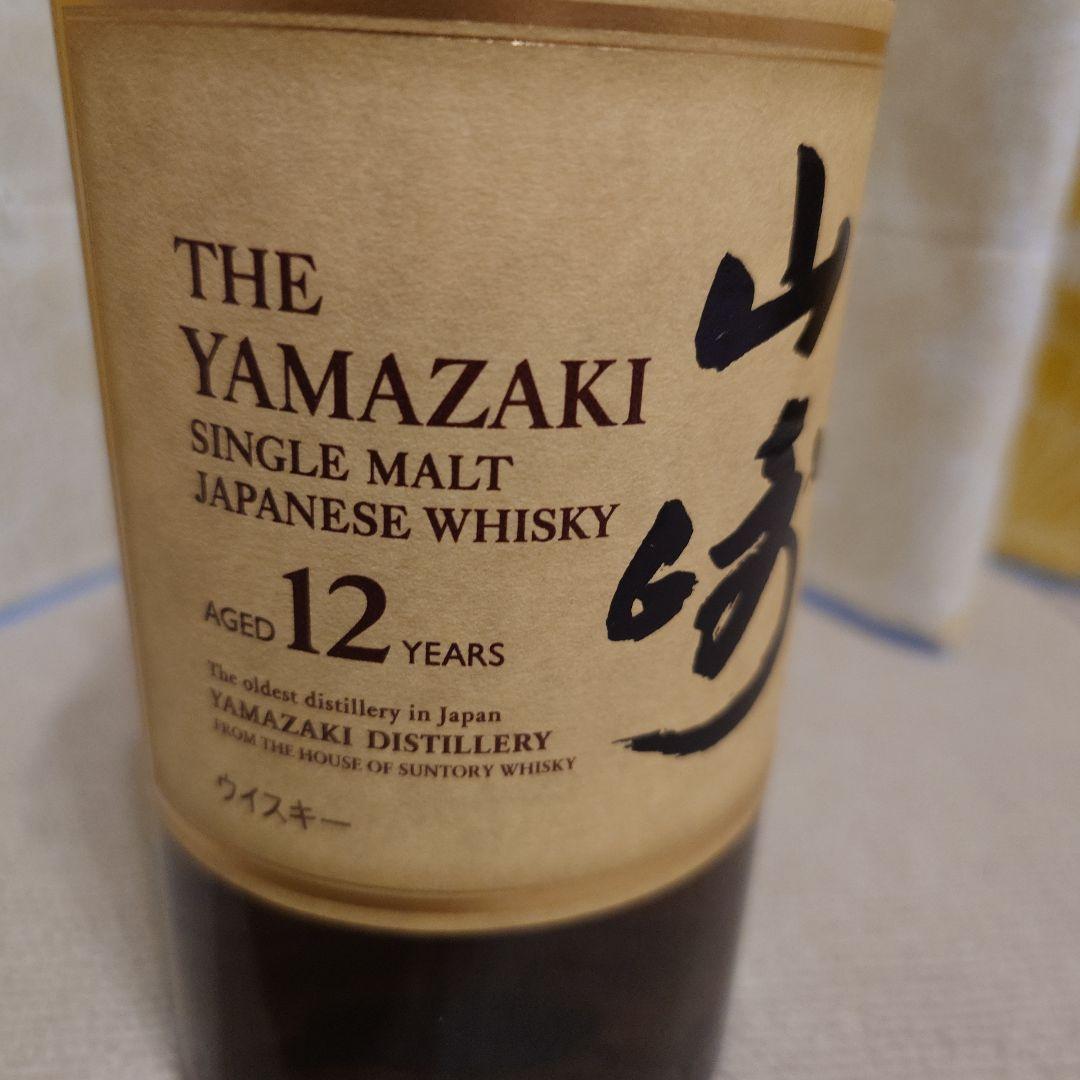 THE
YAMAZAKI
SINGLE MALT
JAPANESE WHISKY
AGED 12 YEARS
The oldest distillery in Japan
YAMAZAKI DISTILLERY
FROM THE HOUSE OF SUNTORY WHISKY
ウイスキー
山崎